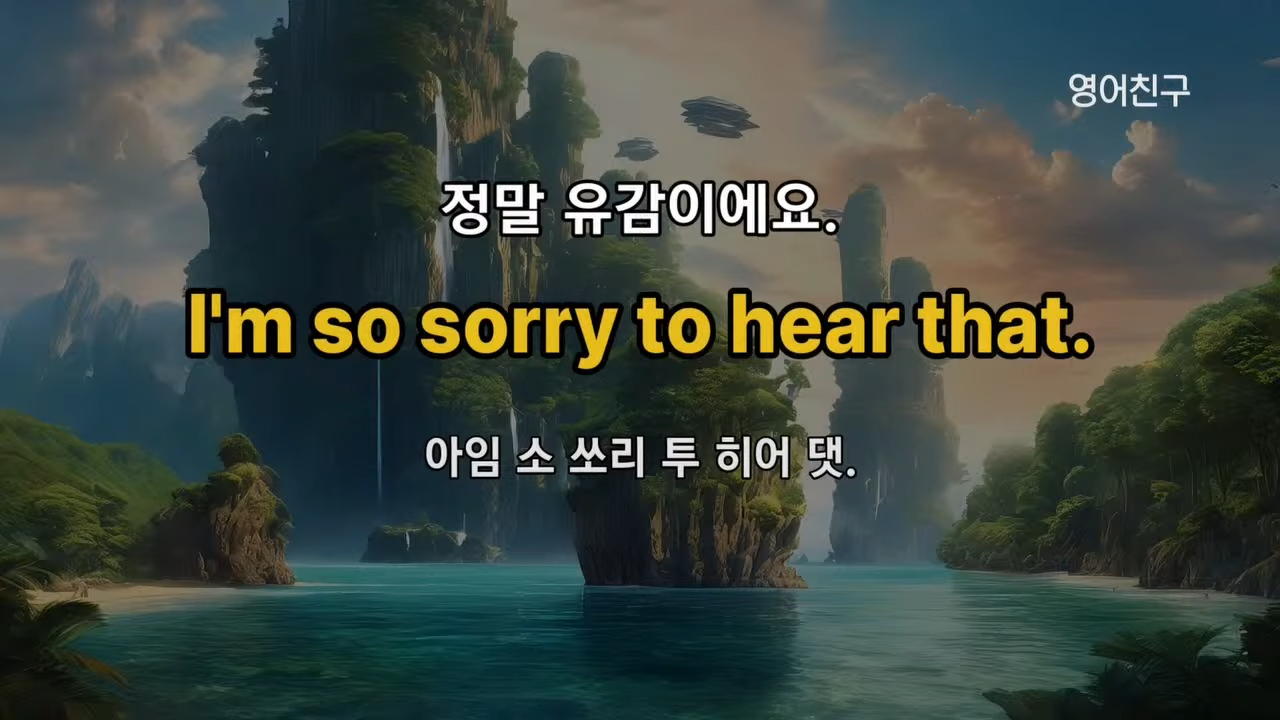 영어친구
정말 유감이에요.
I'm so sorry to hear that.
아임 소 쏘리 투 히어 댓.